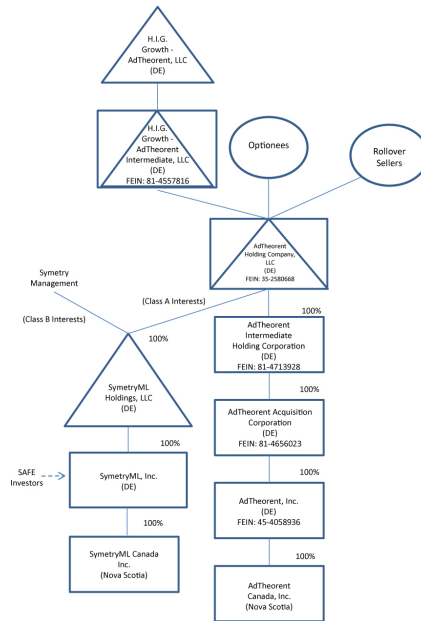 H.I.G.
Growth -
AdTheorent, LLC
(DE)
H.I.G.
Growth -
AdTheorent
Intermediate, LLC
(DE)
FEIN: 81-4557816
Optionees
Rollover
Sellers
AdTheorent
Holding Company,
LLC
(DE)
FEIN: 35-2580668
Symetry
Management
(Class A Interests)
(Class B Interests)
100%
100%
AdTheorent
Intermediate
Holding Corporation
(DE)
FEIN: 81-4713928
SymetryML
Holdings, LLC
(DE)
100%
AdTheorent Acquisition
Corporation
(DE)
FEIN: 81-4656023
100%
SAFE
Investors
SymetryML, Inc.
(DE)
100%
AdTheorent, Inc.
(DE)
FEIN: 45-4058936
100%
SymetryML Canada
Inc.
(Nova Scotia)
100%
AdTheorent
Canada, Inc.
(Nova Scotia)